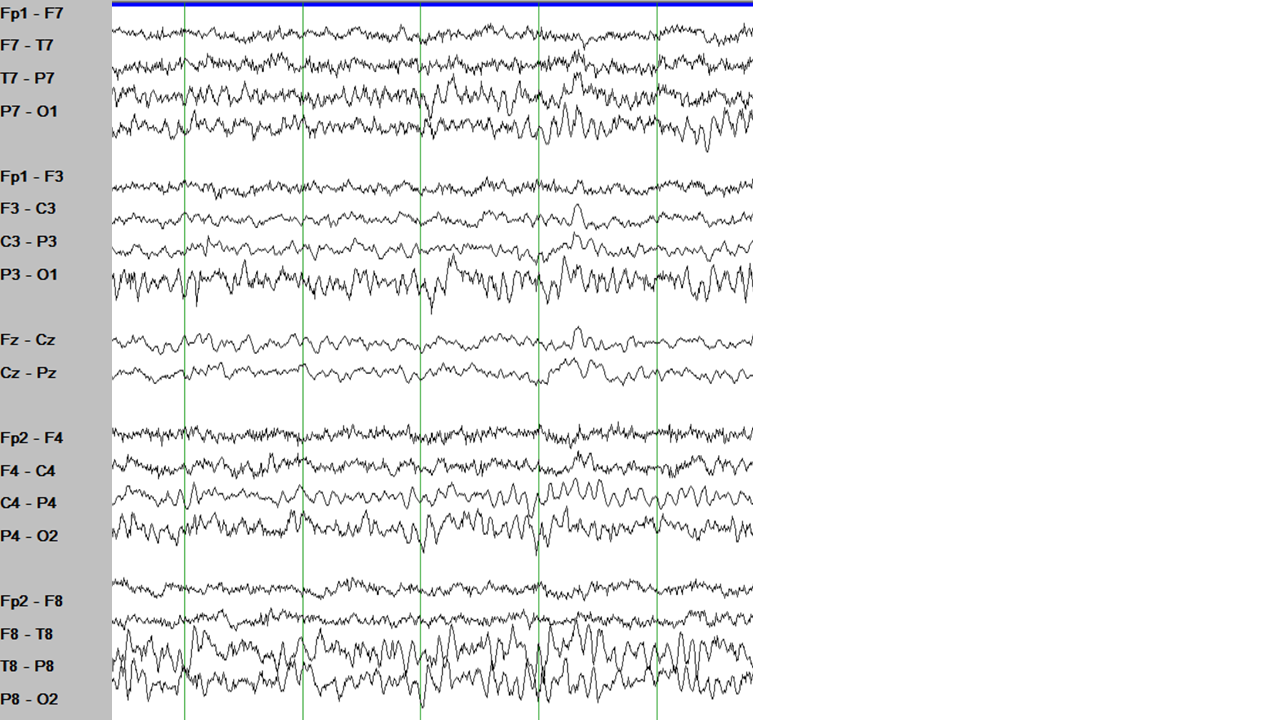 Fp1 - F7
F7 - T7
T7 - P7
P7 - O1
Fp1 - F3
F3 - C3
C3 - P3
P3 - O1
Fz - Cz
Cz - Pz
Fp2 - F4
F4 - C4
C4 - P4
P4 - O2
Fp2 - F8
F8 - T8
T8 - P8
P8 - O2